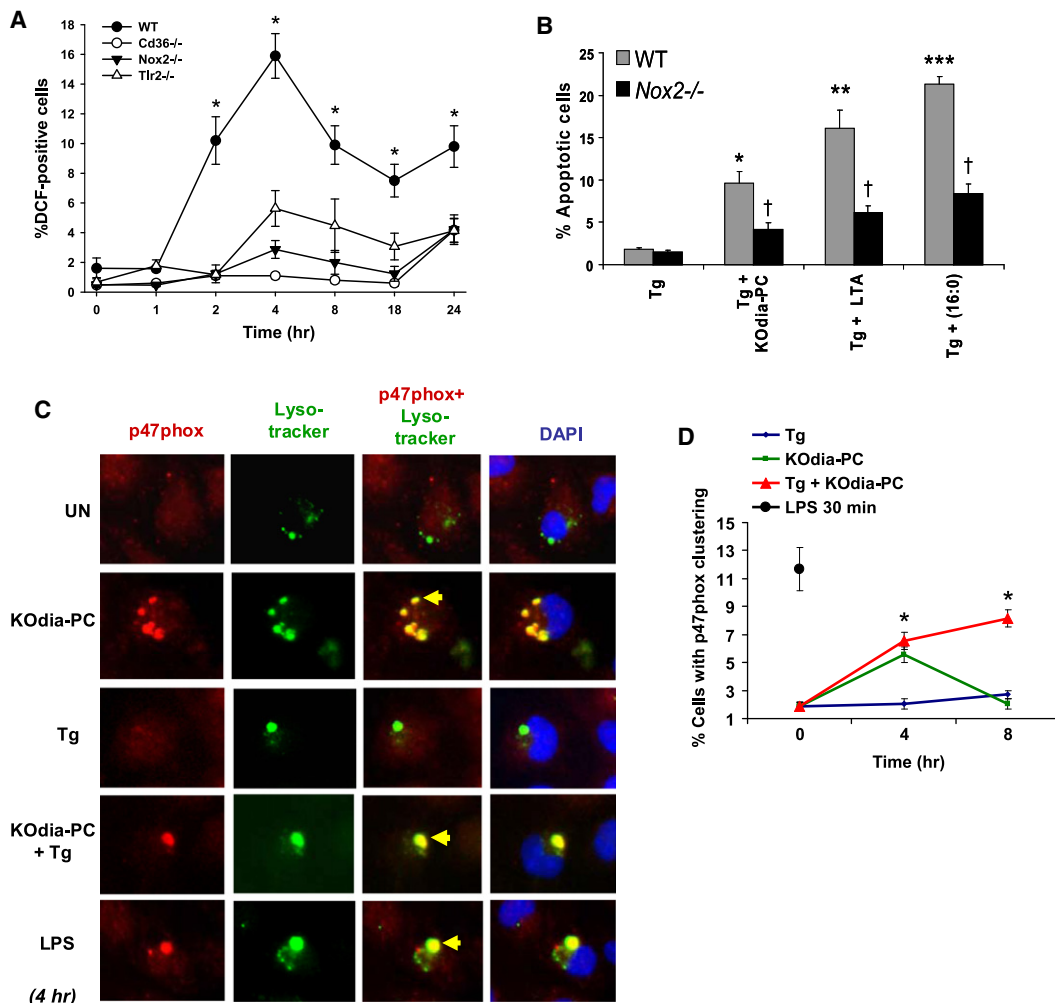 A
WT
Cd36-/-
Nox2-/-
Tlr2-/-
%DCF-positive cells
18
16
14
12
10
8
6
4
2
0
* * * * *
0 1 2 4 8 18 24
Time (hr)
B
WT
Nox2-/-
% Apoptotic cells
25
20
15
10
5
0
* † ** † *** †
Tg
Tg +
KOdia-PC
Tg + LTA
Tg + (16:0)
C
p47phox
Lyso-
tracker
p47phox+
Lyso-
tracker
DAPI
UN
KOdia-PC
Tg
KOdia-PC
+ Tg
LPS
(4 hr)
D
Tg
KOdia-PC
Tg + KOdia-PC
LPS 30 min
% Cells with p47phox clustering
15
13
11
9
7
5
3
1
* *
0 4 8
Time (hr)